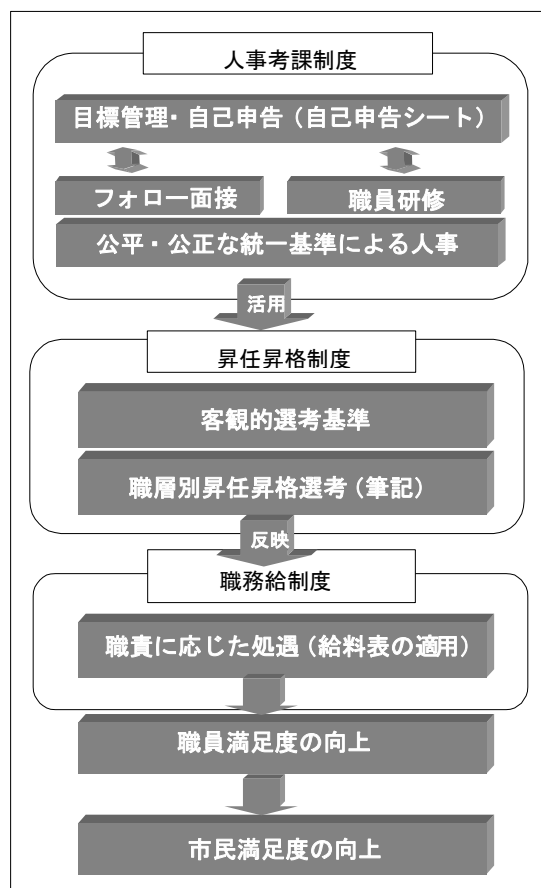 人事考課制度
目標管理・自己申告（自己申告シート）
フォロー面接
職員研修
公平・公正な統一基準による人事
活用
昇任昇格制度
客観的選考基準
職層別昇任昇格選考（筆記）
反映
職務給制度
職責に応じた処遇（給料表の適用）
職員満足度の向上
市民満足度の向上